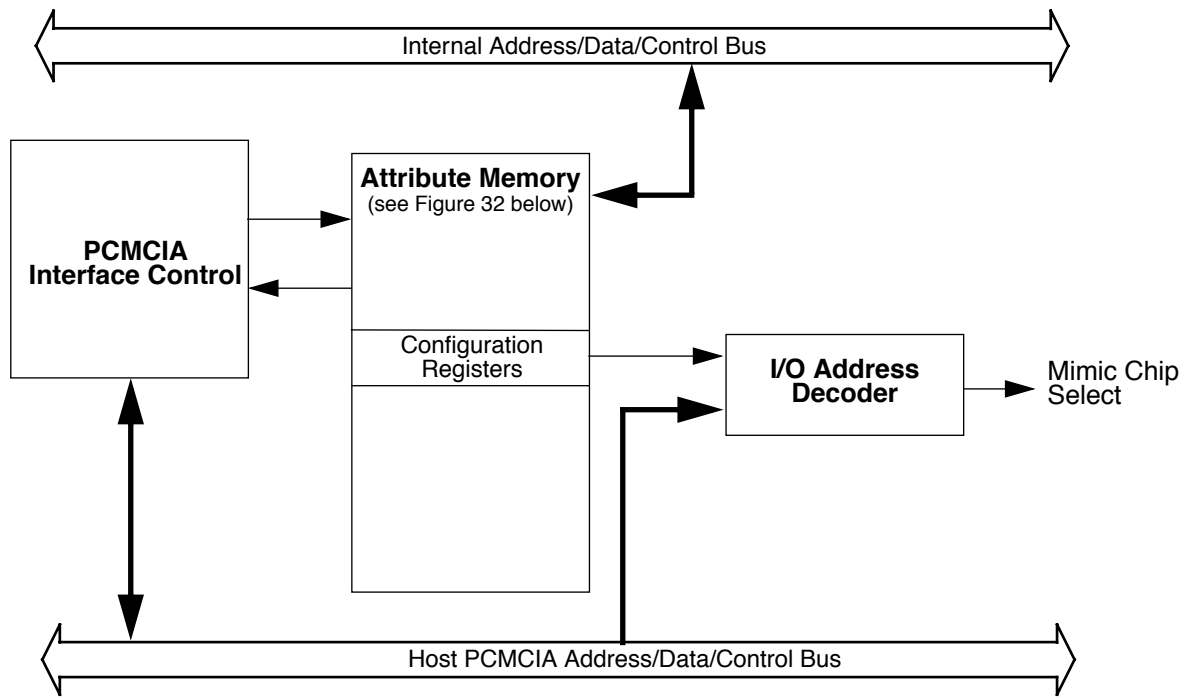 Internal Address/Data/Control Bus
PCMCIA
Interface Control
Attribute Memory
(see Figure 32 below)
Configuration
Registers
I/O Address
Decoder
Mimic Chip
Select
Host PCMCIA Address/Data/Control Bus